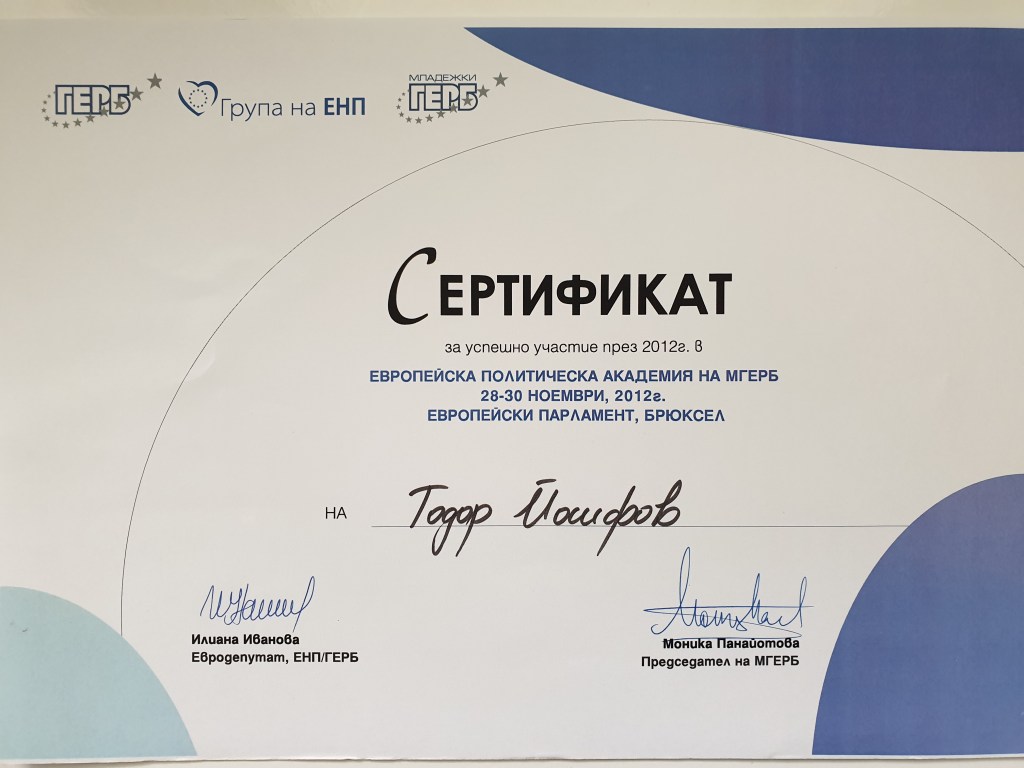 ГЕРБ
Група на ЕНП
МЛАДЕЖКИ
ГЕРБ
СЕРТИФИКАТ
за успешно участие през 2012г. в
ЕВРОПЕЙСКА ПОЛИТИЧЕСКА АКАДЕМИЯ НА МГЕРБ
28-30 НОЕМВРИ, 2012г.
ЕВРОПЕЙСКИ ПАРЛАМЕНТ, БРЮКСЕЛ
НА Тодор Йосифов
Илиана Иванова
Евродепутат, ЕНП/ГЕРБ
Моника Панайотова
Председател на МГЕРБ